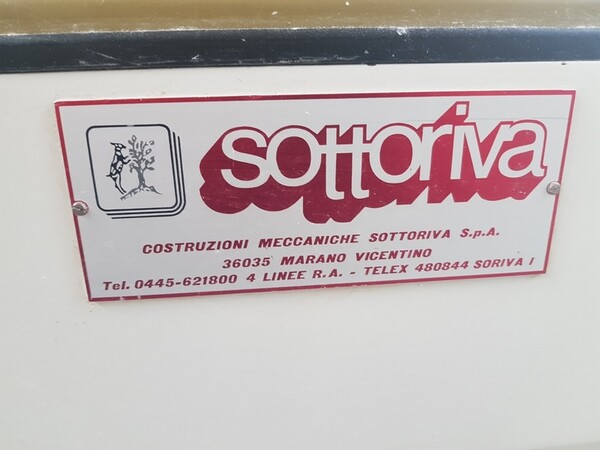 sottoriva
COSTRUZIONI MECCANICHE SOTTORIVA S.p.A.
36035 MARANO VICENTINO
Tel. 0445-621800 4 LINEE R.A. - TELEX 480844 SORIVA I